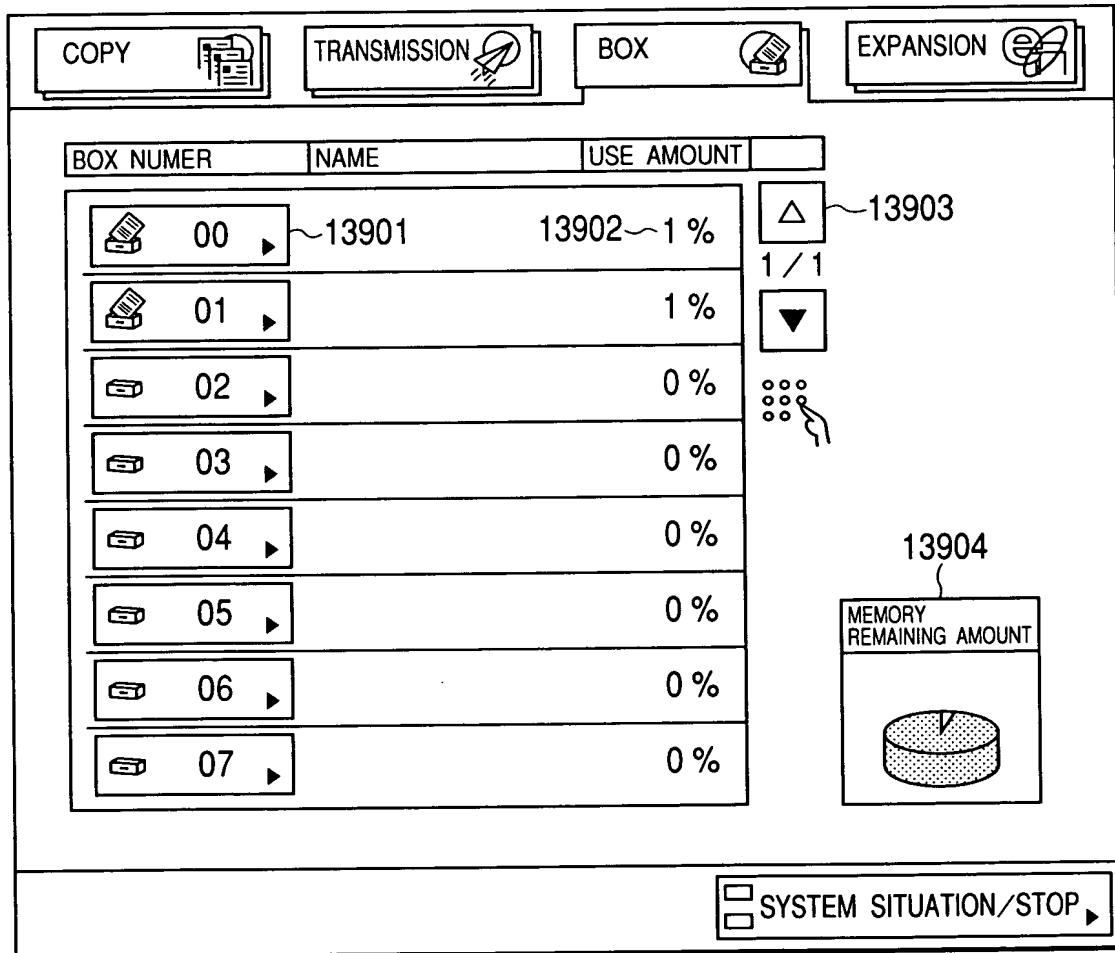 COPY TRANSMISSION BOX EXPANSION e
BOX NUMER NAME USE AMOUNT
00 13901 13902 1 % 13903
1/1
01 1 %
02 0 %
03 0 %
04 0 %
13904
05 0 %
MEMORY
REMAINING AMOUNT
06 0 %
07 0 %
SYSTEM SITUATION/STOP